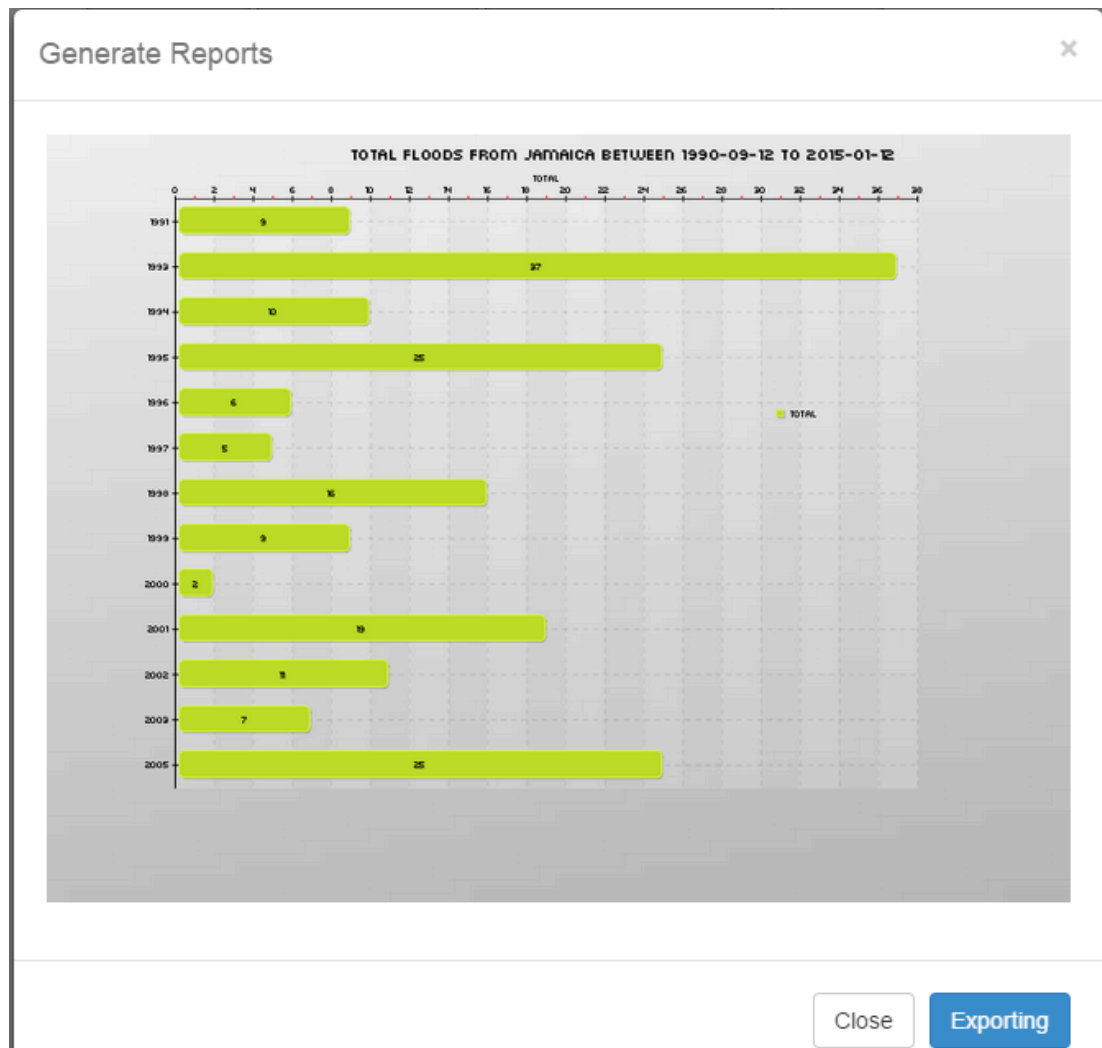 Generate Reports ×
TOTAL FLOODS FROM JAMAICA BETWEEN 1990-09-12 TO 2015-01-12
TOTAL
0 2 4 6 8 10 12 14 16 18 20 22 24 26 28 30 32 34 36 38
1991 9
1993 37
1994 10
1995 25
1996 6
TOTAL
1997 5
1998 16
1999 9
2000 2
2001 19
2002 11
2003 7
2005 25
Close Exporting